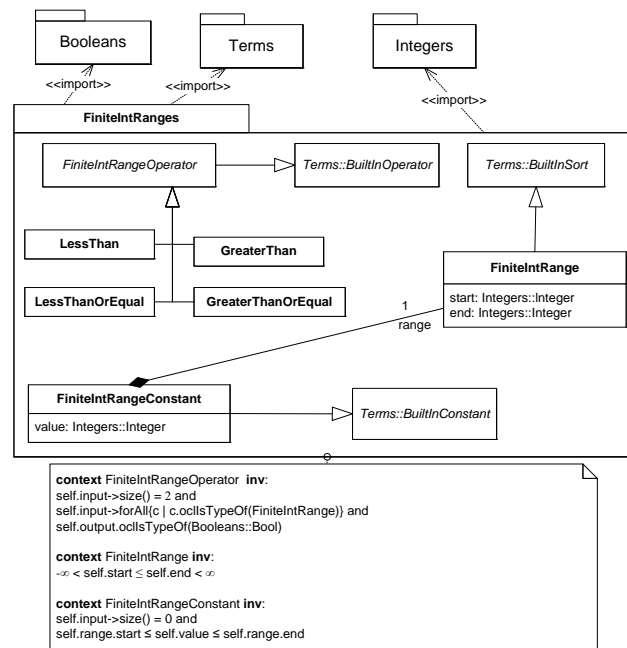 Booleans
Terms
Integers
<<import>>
<<import>>
<<import>>
FiniteIntRanges
FiniteIntRangeOperator
Terms::BuiltInOperator
Terms::BuiltInSort
LessThan
GreaterThan
FiniteIntRange
start: Integers::Integer
end: Integers::Integer
LessThanOrEqual
GreaterThanOrEqual
1
range
FiniteIntRangeConstant
value: Integers::Integer
Terms::BuiltInConstant
context FiniteIntRangeOperator inv:
self.input->size() = 2 and
self.input->forAll{c | c.oclIsTypeOf(FiniteIntRange)} and
self.output.oclIsTypeOf(Booleans::Bool)
context FiniteIntRange inv:
-∞ < self.start ≤ self.end < ∞
context FiniteIntRangeConstant inv:
self.input->size() = 0 and
self.range.start ≤ self.value ≤ self.range.end